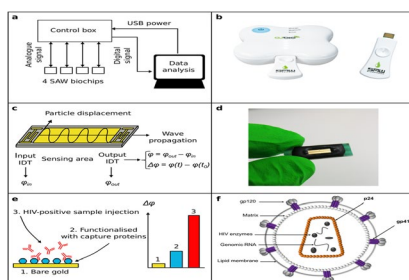 a
USB power
Control box
Analogue
signal
Digital
signal
Data
analysis
4 SAW biochips
b
c
Particle displacement
Wave
propagation
Input
IDT
Sensing area
Output
IDT
φ = φout − φin
Δφ = φ(t) − φ(t0)
φin
φout
d
e
3. HIV-positive sample injection
2. Functionalised
with capture proteins
1. Bare gold
Δφ
1
2
3
f
gp120
p24
Matrix
gp41
HIV enzymes
Genomic RNA
Lipid membrane